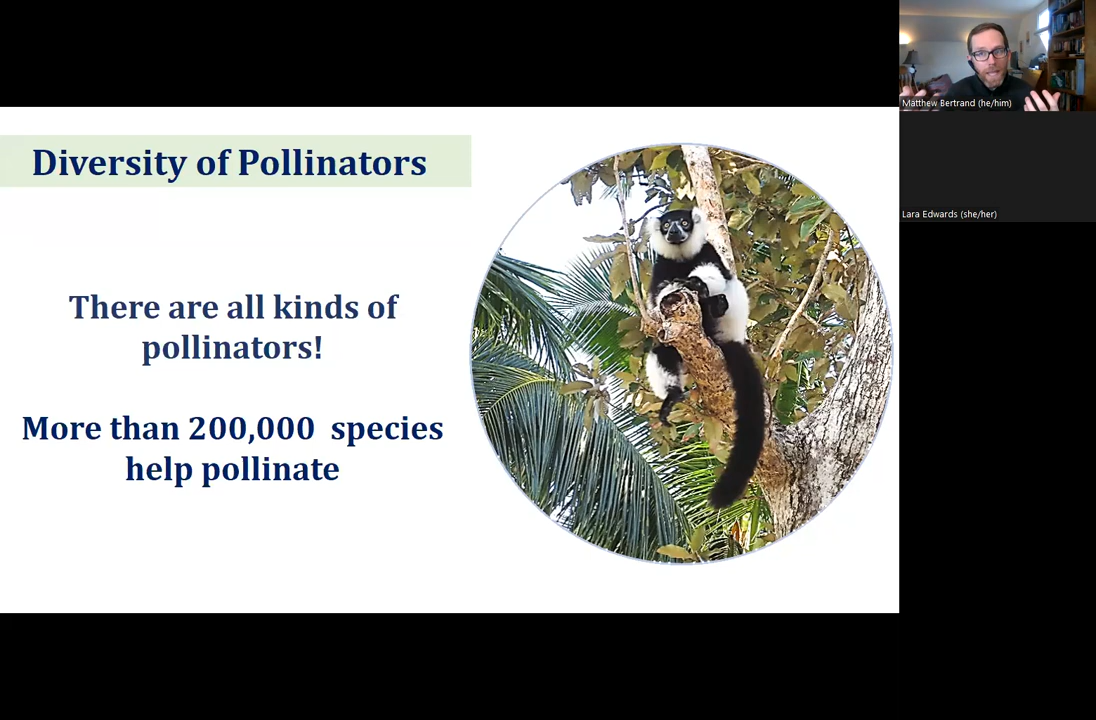 Diversity of Pollinators
There are all kinds of
pollinators!
More than 200,000  species
help pollinate
Matthew Bertrand (he/him)
Lara Edwards (she/her)